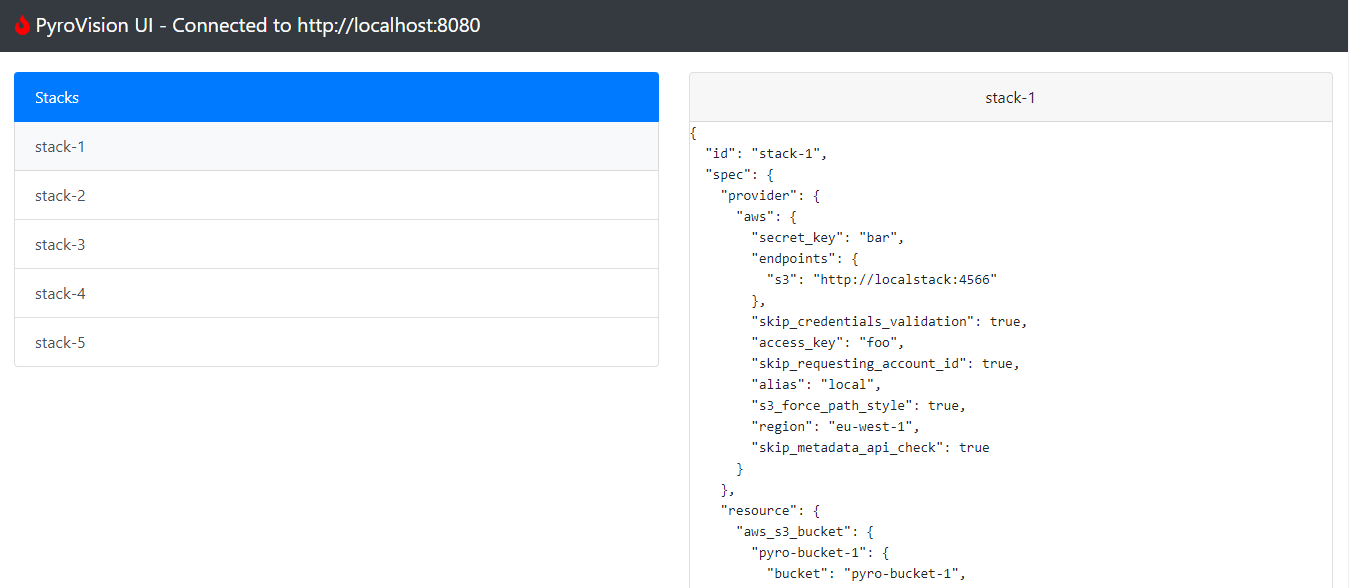 PyroVision UI - Connected to http://localhost:8080
Stacks
stack-1
stack-2
stack-3
stack-4
stack-5
stack-1
{
  "id": "stack-1",
  "spec": {
    "provider": {
      "aws": {
        "secret_key": "bar",
        "endpoints": {
          "s3": "http://localstack:4566"
        },
        "skip_credentials_validation": true,
        "access_key": "foo",
        "skip_requesting_account_id": true,
        "alias": "local",
        "s3_force_path_style": true,
        "region": "eu-west-1",
        "skip_metadata_api_check": true
      }
    },
    "resource": {
      "aws_s3_bucket": {
        "pyro-bucket-1": {
          "bucket": "pyro-bucket-1",